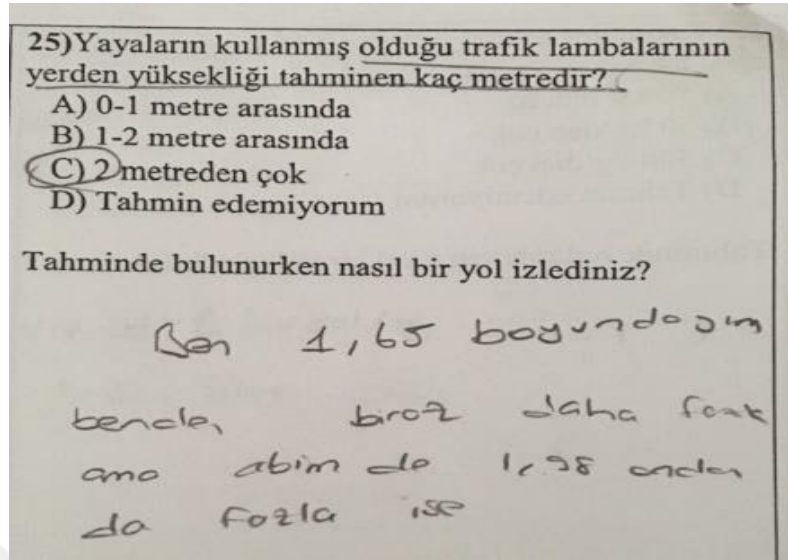 25)Yayaların kullanmış olduğu trafik lambalarının
yerden yüksekliği tahminen kaç metredir?
A) 0-1 metre arasında
B) 1-2 metre arasında
C) 2 metreden çok
D) Tahmin edemiyorum
Tahminde bulunurken nasıl bir yol izlediniz?
Ben 1,65 boyundayım
benden biraz daha
ama abim de 1,98 ondan
da fazla ise